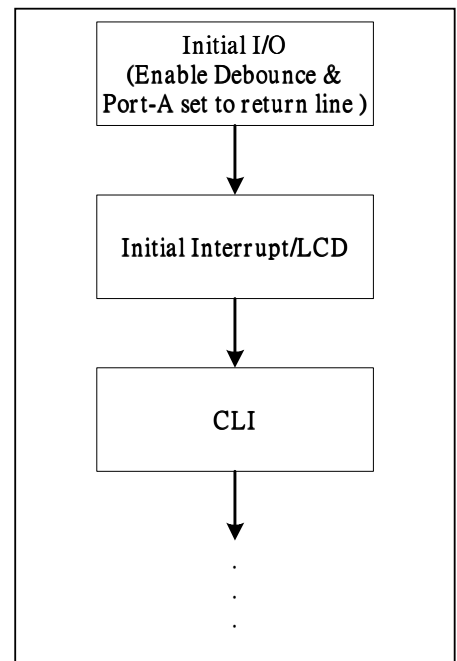 Initial I/O
(Enable Debounce &
Port-A set to return line )
Initial Interrupt/LCD
CLI
.
.
.